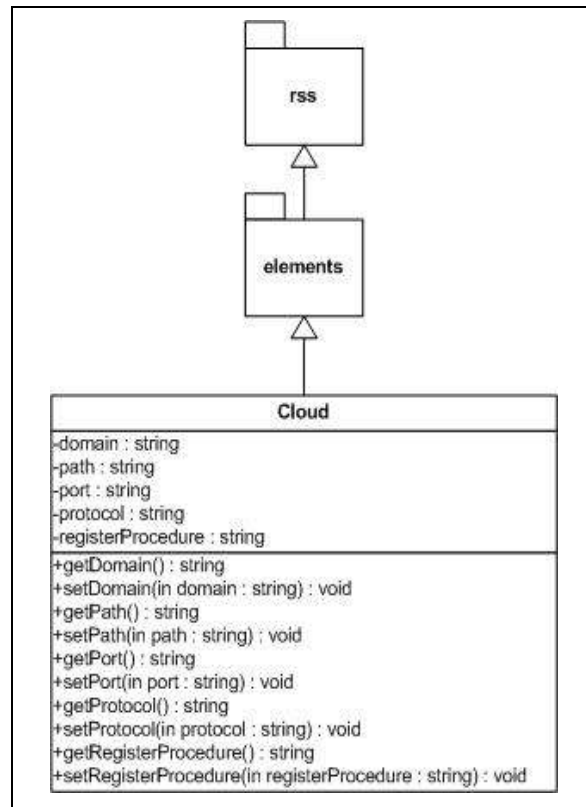 rss
elements
Cloud
-domain : string
-path : string
-port : string
-protocol : string
-registerProcedure : string
+getDomain() : string
+setDomain(in domain : string) : void
+getPath() : string
+setPath(in path : string) : void
+getPort() : string
+setPort(in port : string) : void
+getProtocol() : string
+setProtocol(in protocol : string) : void
+getRegisterProcedure() : string
+setRegisterProcedure(in registerProcedure : string) : void